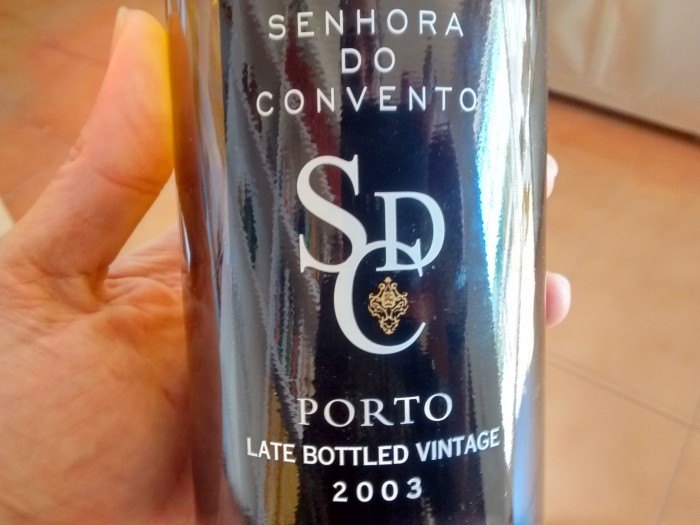 SENHORA
DO
CONVENTO
SDC
PORTO
LATE BOTTLED VINTAGE
2003